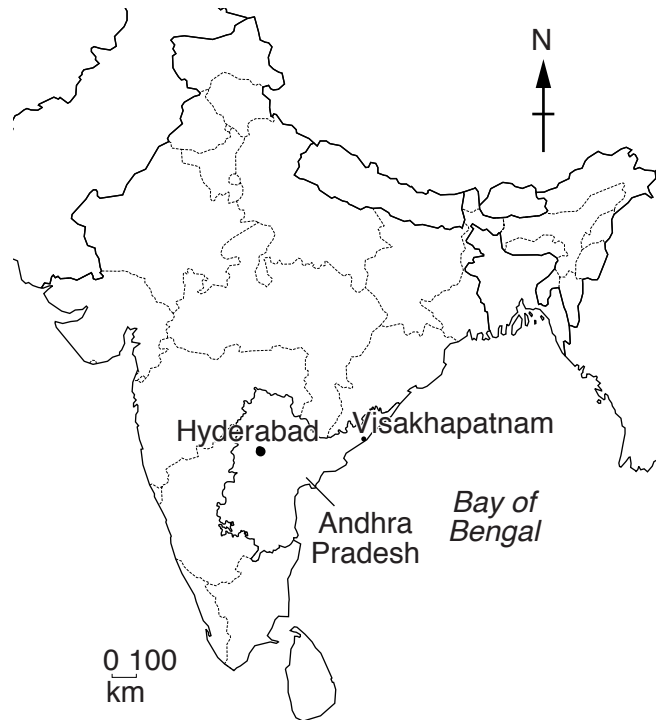 N
Hyderabad
Visakhapatnam
Andhra
Pradesh
Bay of
Bengal
0 100
km